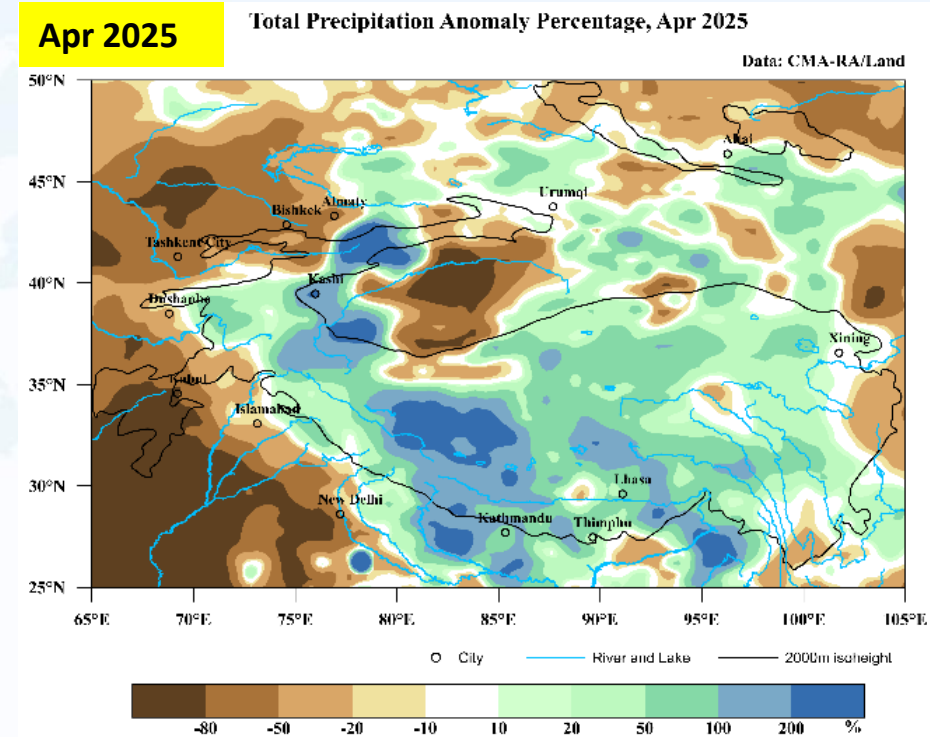 Apr 2025
Total Precipitation Anomaly Percentage, Apr 2025
Data: CMA-RA/Land
50°N
45°N
40°N
35°N
30°N
25°N
Altai
Urumqi
Almaty
Bishkek
Tashkent City
Kashi
Dushanbe
Xining
Kabul
Islamabad
Lhasa
New Delhi
Kathmandu
Thimphu
65°E 70°E 75°E 80°E 85°E 90°E 95°E 100°E 105°E
City River and Lake 2000m isoheight
-80 -50 -20 -10 10 20 50 100 200 %